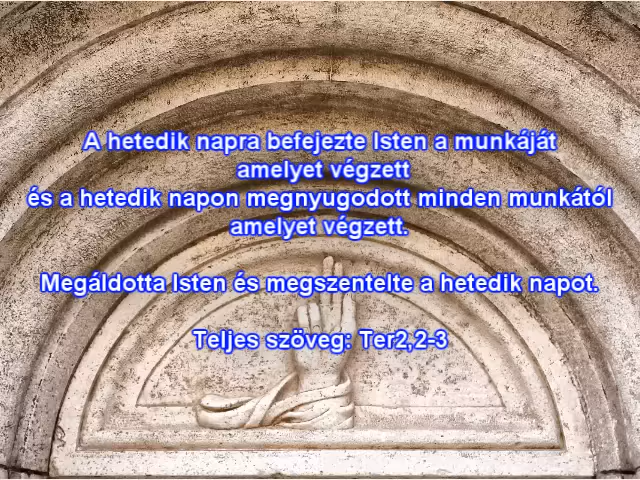 A hetedik napra befejezte Isten a munkáját
amelyet végzett
és a hetedik napon megnyugodott minden munkától
amelyet végzett.
Megáldotta Isten és megszentelte a hetedik napot.
Teljes szöveg: Ter2,2-3